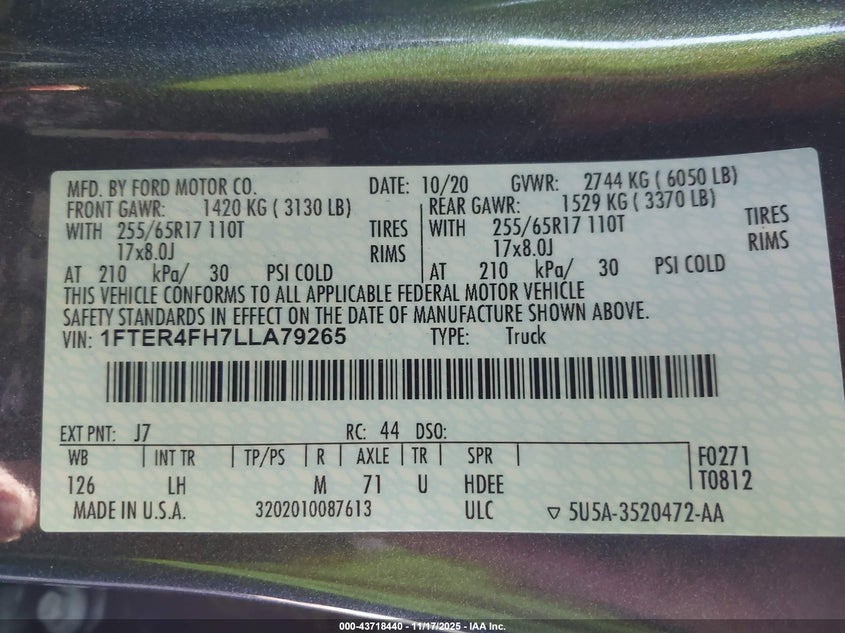 MFD. BY FORD MOTOR CO. DATE: 10/20 GVWR: 2744 KG ( 6050 LB)
FRONT GAWR: 1420 KG ( 3130 LB) REAR GAWR: 1529 KG ( 3370 LB)
WITH 255/65R17 110T TIRES WITH 255/65R17 110T TIRES
17x8.0J RIMS 17x8.0J RIMS
AT 210 kPa/ 30 PSI COLD AT 210 kPa/ 30 PSI COLD
THIS VEHICLE CONFORMS TO ALL APPLICABLE FEDERAL MOTOR VEHICLE
SAFETY STANDARDS IN EFFECT ON THE DATE OF MANUFACTURE SHOWN ABOVE.
VIN: 1FTER4FH7LLA79265 TYPE: Truck
EXT PNT: J7 RC: 44 DSO:
WB INT TR TP/PS R AXLE TR SPR F0271
126 LH M 71 U HDEE T0812
MADE IN U.S.A. 3202010087613 ULC ▽ 5U5A-3520472-AA
000-43718440 - 11/17/2025 - IAA Inc.